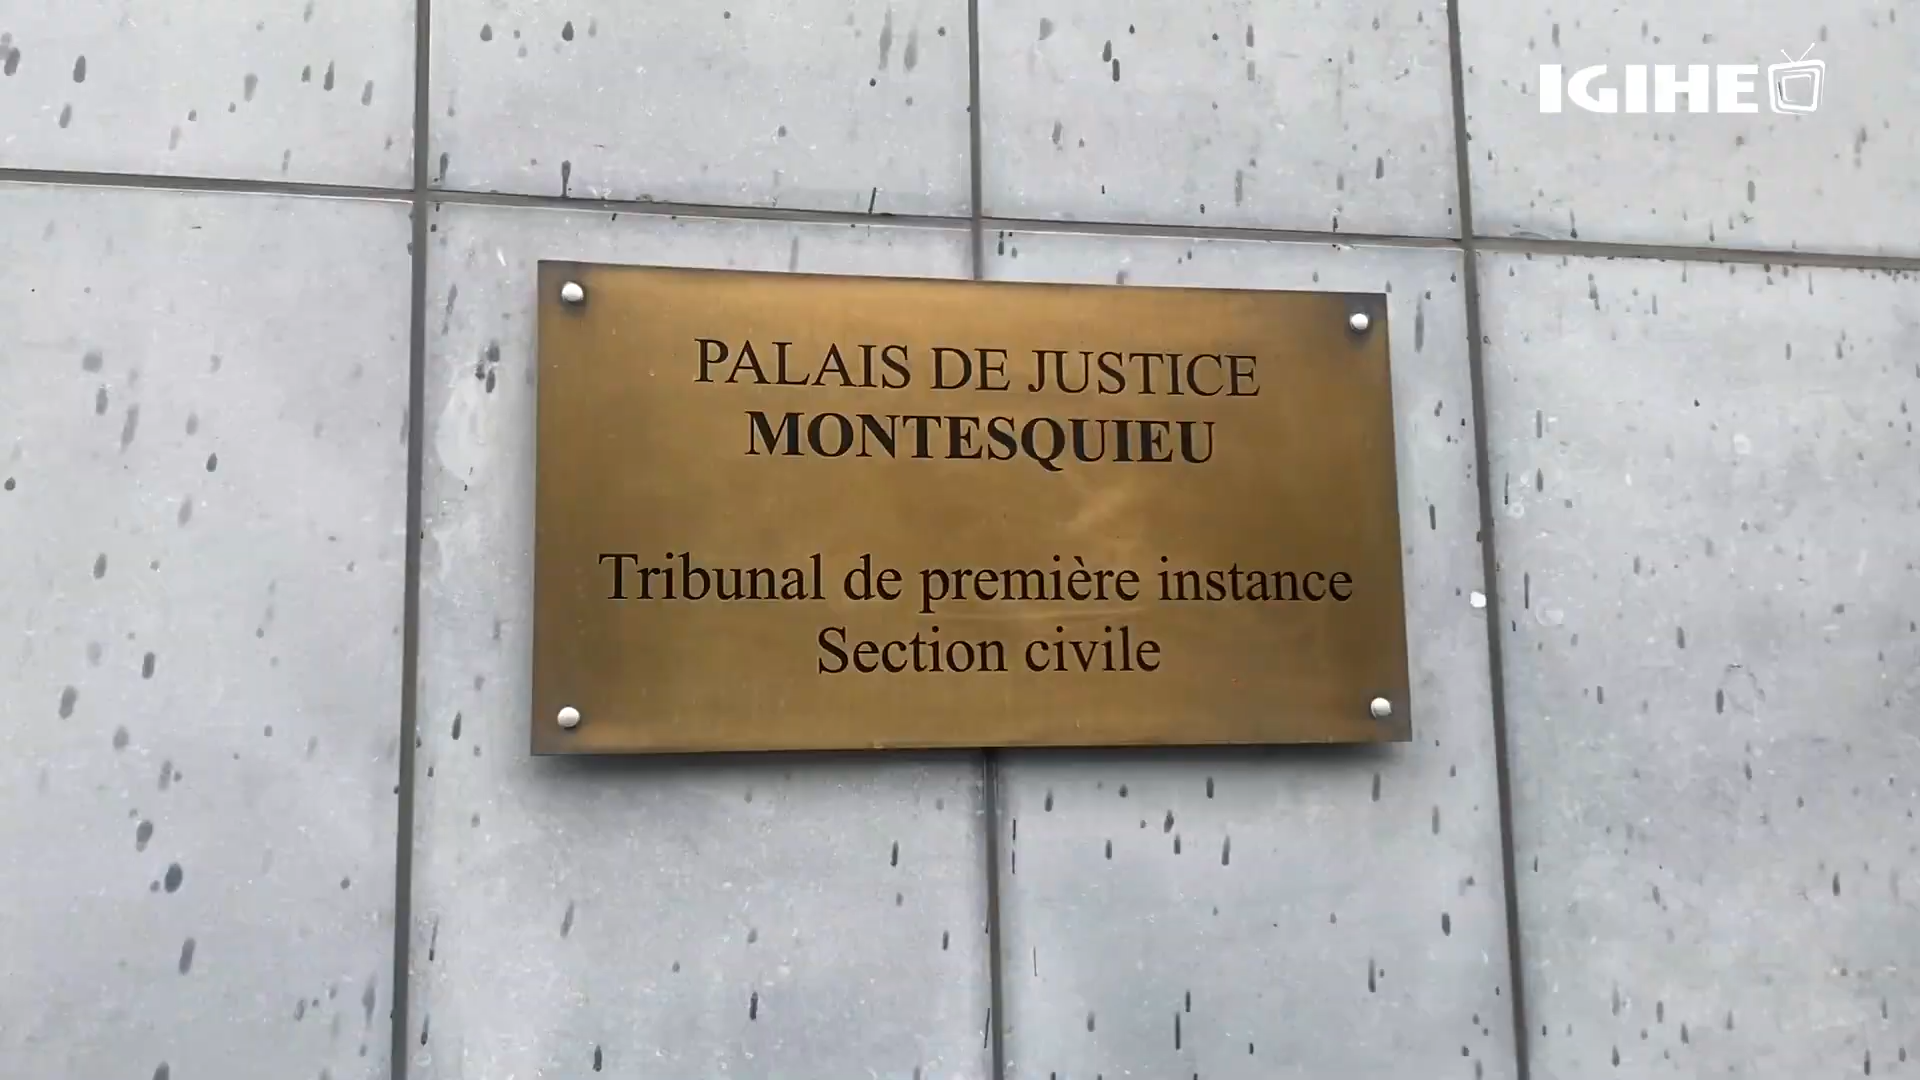 IGIHE
PALAIS DE JUSTICE
MONTESQUIEU
Tribunal de première instance
Section civile